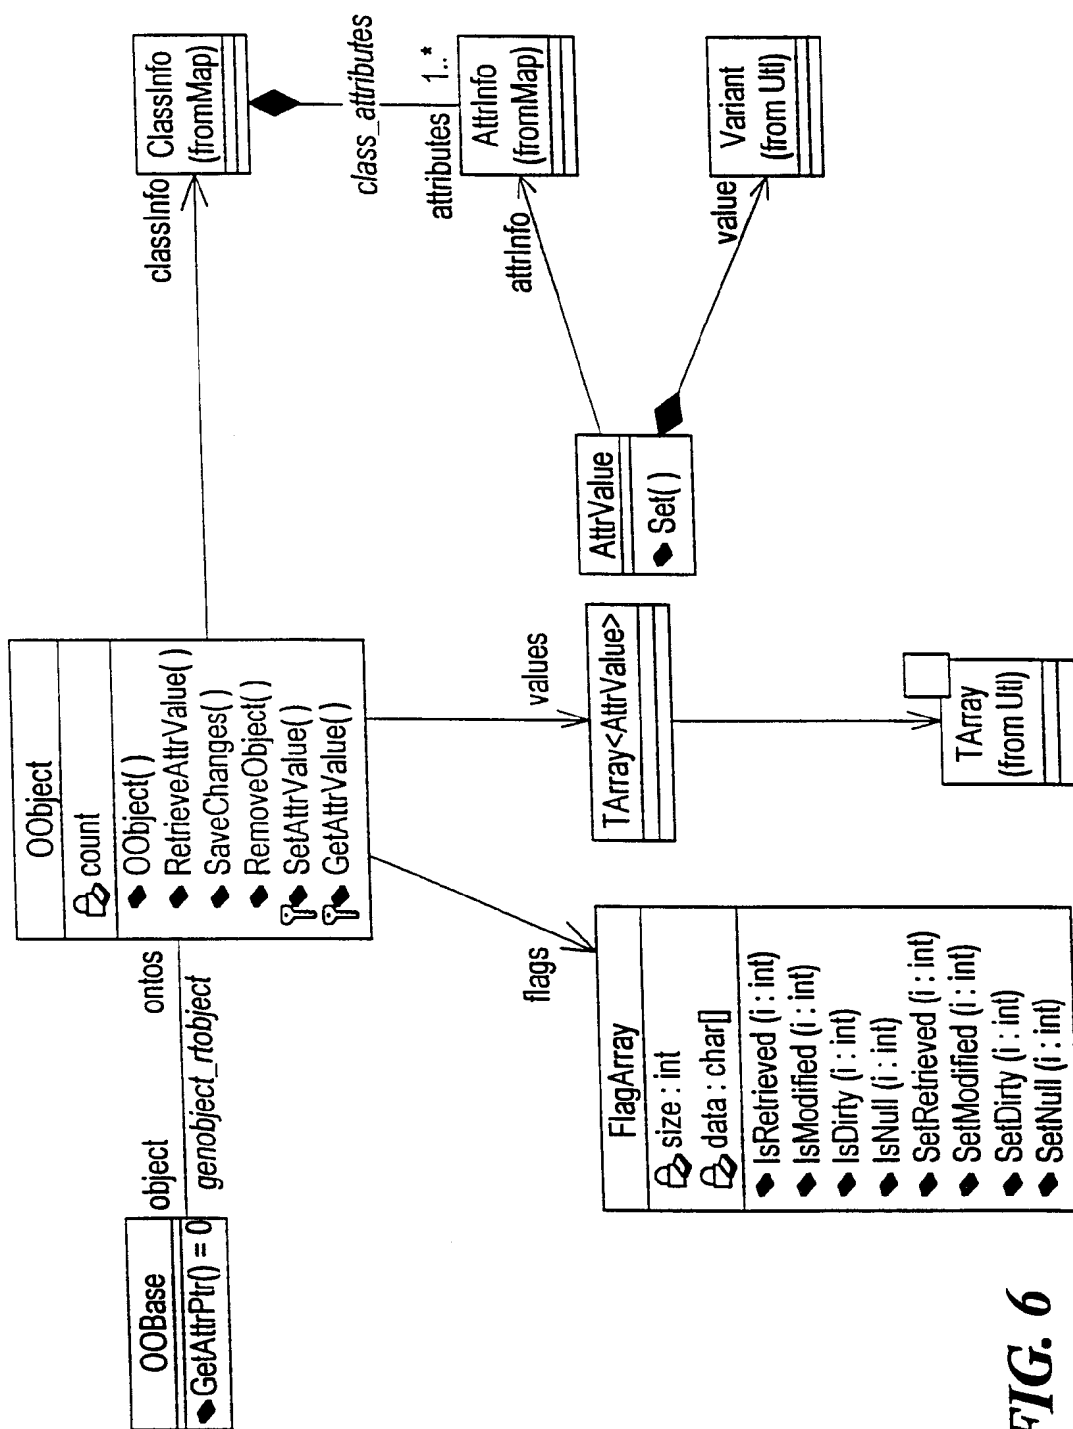 OOBase
◆GetAttrPtr() = 0
object
genobject_rtobject
ontos
OObject
count
◆ OObject( )
◆ RetrieveAttrValue( )
◆ SaveChanges( )
◆ RemoveObject( )
◆ SetAttrValue( )
◆ GetAttrValue( )
classInfo
ClassInfo
(fromMap)
class_attributes
attributes
1..*
AttrInfo
(fromMap)
attrInfo
AttrValue
◆ Set( )
value
Variant
(from Utl)
flags
FlagArray
size : int
data : char[]
◆ IsRetrieved (i : int)
◆ IsModified (i : int)
◆ IsDirty (i : int)
◆ IsNull (i : int)
◆ SetRetrieved (i : int)
◆ SetModified (i : int)
◆ SetDirty (i : int)
◆ SetNull (i : int)
values
TArray<AttrValue>
TArray
(from Utl)
FIG. 6